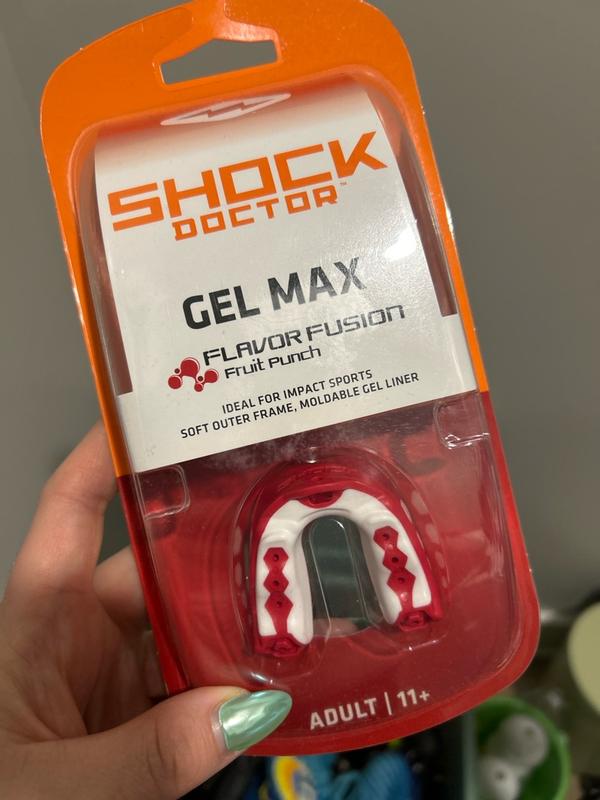 SHOCK
DOCTOR™
GEL MAX
FLAVOR FUSION
Fruit Punch
IDEAL FOR IMPACT SPORTS
SOFT OUTER FRAME, MOLDABLE GEL LINER
ADULT | 11+